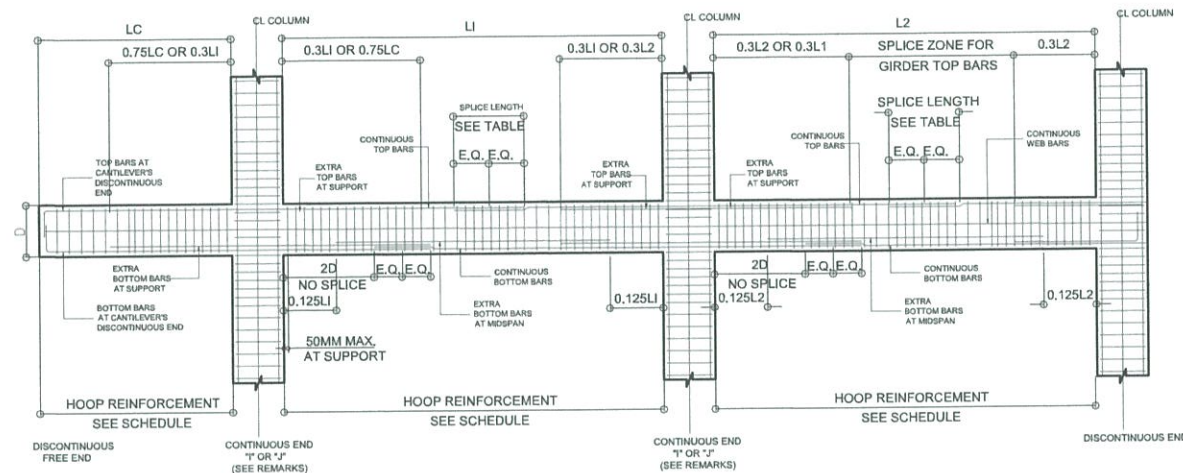 CL COLUMN
CL COLUMN
CL COLUMN
LC
LI
L2
0.75LC OR 0.3LI
0.3LI OR 0.75LC
0.3LI OR 0.3L2
0.3L2 OR 0.3L1
SPLICE ZONE FOR
GIRDER TOP BARS
0.3L2
SPLICE LENGTH
SEE TABLE
E.Q. E.Q.
SPLICE LENGTH
SEE TABLE
E.Q. E.Q.
TOP BARS AT
CANTILEVER'S
DISCONTINUOUS
END
EXTRA
TOP BARS
AT SUPPORT
CONTINUOUS
TOP BARS
EXTRA
TOP BARS
AT SUPPORT
EXTRA
TOP BARS
AT SUPPORT
CONTINUOUS
TOP BARS
CONTINUOUS
WEB BARS
D
EXTRA
BOTTOM BARS
AT SUPPORT
BOTTOM BARS
AT CANTILEVER'S
DISCONTINUOUS END
2D
NO SPLICE
E.Q. E.Q.
0.125LI
50MM MAX.
AT SUPPORT
CONTINUOUS
BOTTOM BARS
EXTRA
BOTTOM BARS
AT MIDSPAN
0.125LI
2D
NO SPLICE
E.Q. E.Q.
0.125L2
CONTINUOUS
BOTTOM BARS
EXTRA
BOTTOM BARS
AT MIDSPAN
0.125L2
HOOP REINFORCEMENT
SEE SCHEDULE
HOOP REINFORCEMENT
SEE SCHEDULE
HOOP REINFORCEMENT
SEE SCHEDULE
DISCONTINUOUS
FREE END
CONTINUOUS END
"I" OR "J"
(SEE REMARKS)
CONTINUOUS END
"I" OR "J"
(SEE REMARKS)
DISCONTINUOUS END